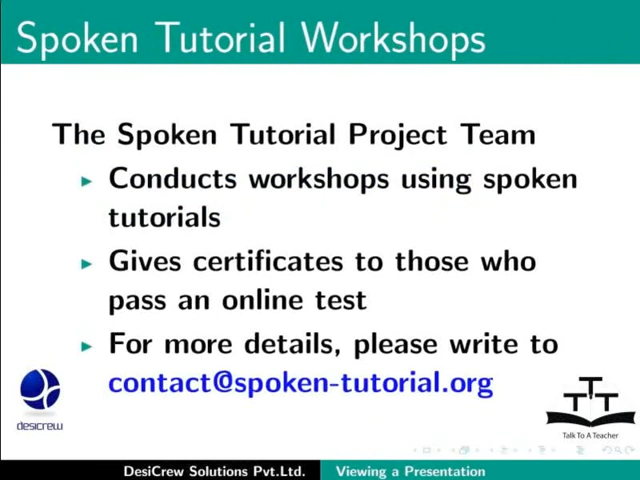 Spoken Tutorial Workshops
The Spoken Tutorial Project Team
Conducts workshops using spoken
tutorials
Gives certificates to those who
pass an online test
For more details, please write to
contact@spoken-tutorial.org
desicrew
TTT
Talk To A Teacher
DesiCrew Solutions Pvt.Ltd.
Viewing a Presentation